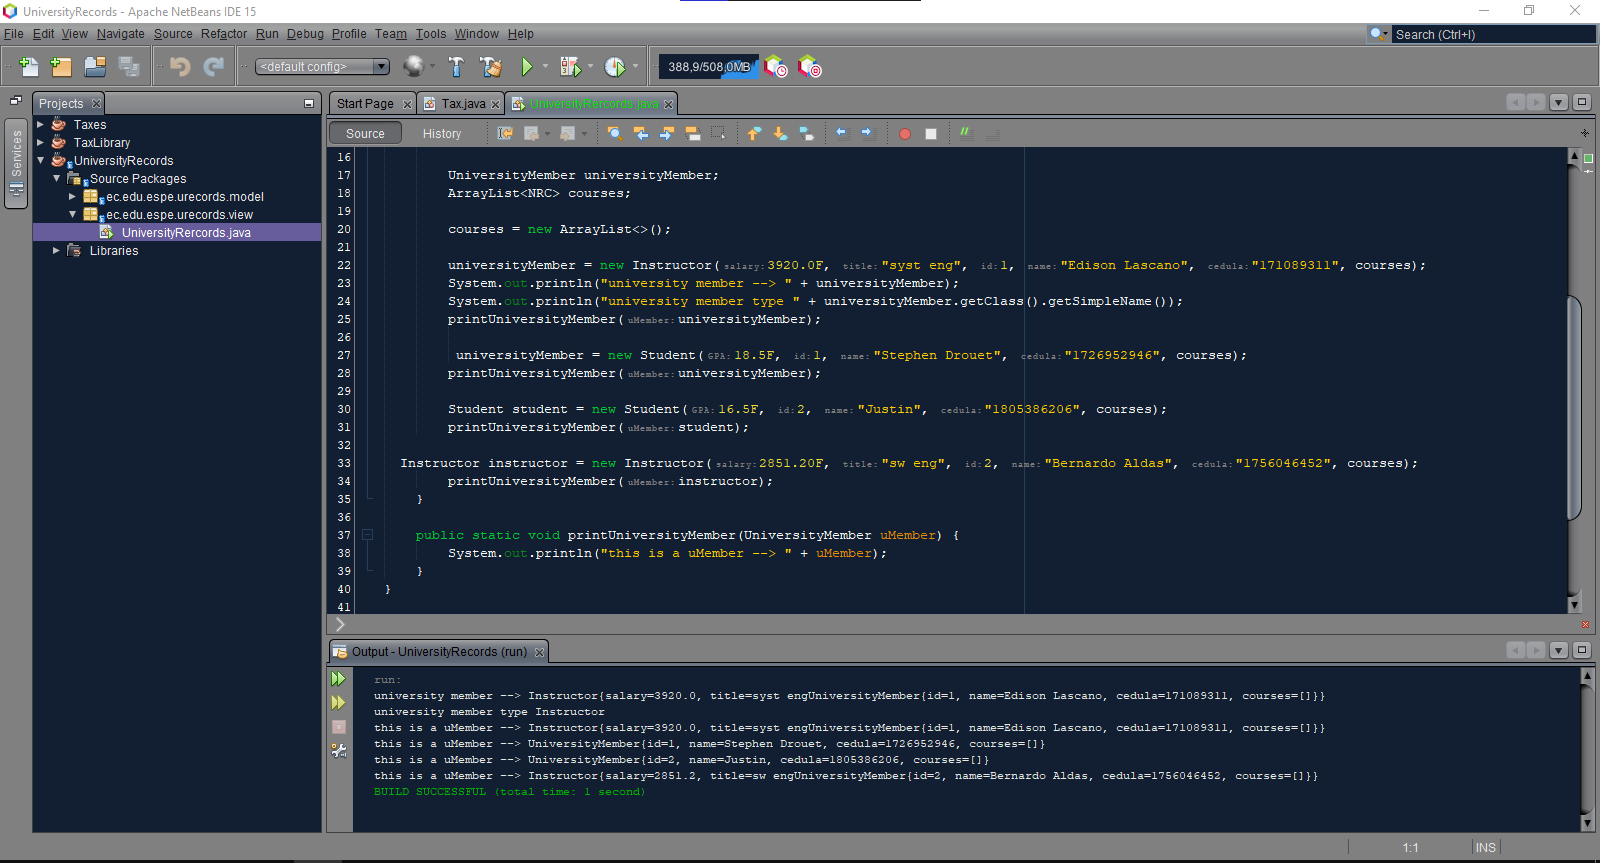 UniversityRecords - Apache NetBeans IDE 15
File Edit View Navigate Source Refactor Run Debug Profile Team Tools Window Help
Search (Ctrl+I)
<default config>
388,9/508,0MB
Services
Projects
Taxes
TaxLibrary
UniversityRecords
Source Packages
ec.edu.espe.urecords.model
ec.edu.espe.urecords.view
UniversityRercords.java
Libraries
Start Page Tax.java UniversityRercords.java
Source History
16
17 UniversityMember universityMember;
18 ArrayList<NRC> courses;
19
20 courses = new ArrayList<>();
21
22 universityMember = new Instructor( salary: 3920.0F, title: "syst eng", id: 1, name: "Edison Lascano", cedula: "171089311", courses);
23 System.out.println("university member --> " + universityMember);
24 System.out.println("university member type " + universityMember.getClass().getSimpleName());
25 printUniversityMember( uMember: universityMember);
26
27 universityMember = new Student( GPA: 18.5F, id: 1, name: "Stephen Drouet", cedula: "1726952946", courses);
28 printUniversityMember( uMember: universityMember);
29
30 Student student = new Student( GPA: 16.5F, id: 2, name: "Justin", cedula: "1805386206", courses);
31 printUniversityMember( uMember: student);
32
33 Instructor instructor = new Instructor( salary: 2851.20F, title: "sw eng", id: 2, name: "Bernardo Aldas", cedula: "1756046452", courses);
34 printUniversityMember( uMember: instructor);
35 }
36
37 public static void printUniversityMember(UniversityMember uMember) {
38 System.out.println("this is a uMember --> " + uMember);
39 }
40 }
41
Output - UniversityRecords (run)
run:
university member --> Instructor{salary=3920.0, title=syst engUniversityMember{id=1, name=Edison Lascano, cedula=171089311, courses=[]}}
university member type Instructor
this is a uMember --> Instructor{salary=3920.0, title=syst engUniversityMember{id=1, name=Edison Lascano, cedula=171089311, courses=[]}}
this is a uMember --> UniversityMember{id=1, name=Stephen Drouet, cedula=1726952946, courses=[]}
this is a uMember --> UniversityMember{id=2, name=Justin, cedula=1805386206, courses=[]}
this is a uMember --> Instructor{salary=2851.2, title=sw engUniversityMember{id=2, name=Bernardo Aldas, cedula=1756046452, courses=[]}}
BUILD SUCCESSFUL (total time: 1 second)
1:1 INS